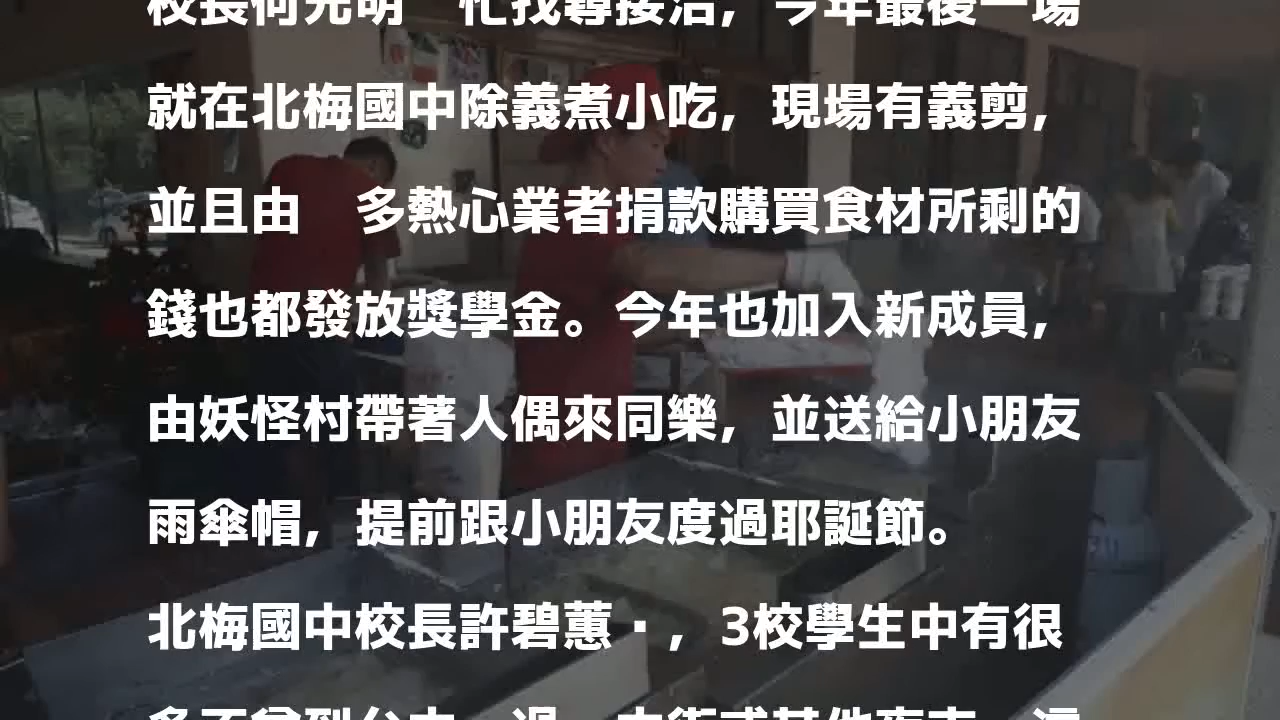 校長何光明　忙找尋接洽，今年最後一場
就在北梅國中除義煮小吃，現場有義剪，
並且由　多熱心業者捐款購買食材所剩的
錢也都發放獎學金。今年也加入新成員，
由妖怪村帶著人偶來同樂，並送給小朋友
雨傘帽，提前跟小朋友度過耶誕節。
北梅國中校長許碧蕙·，3校學生中有很